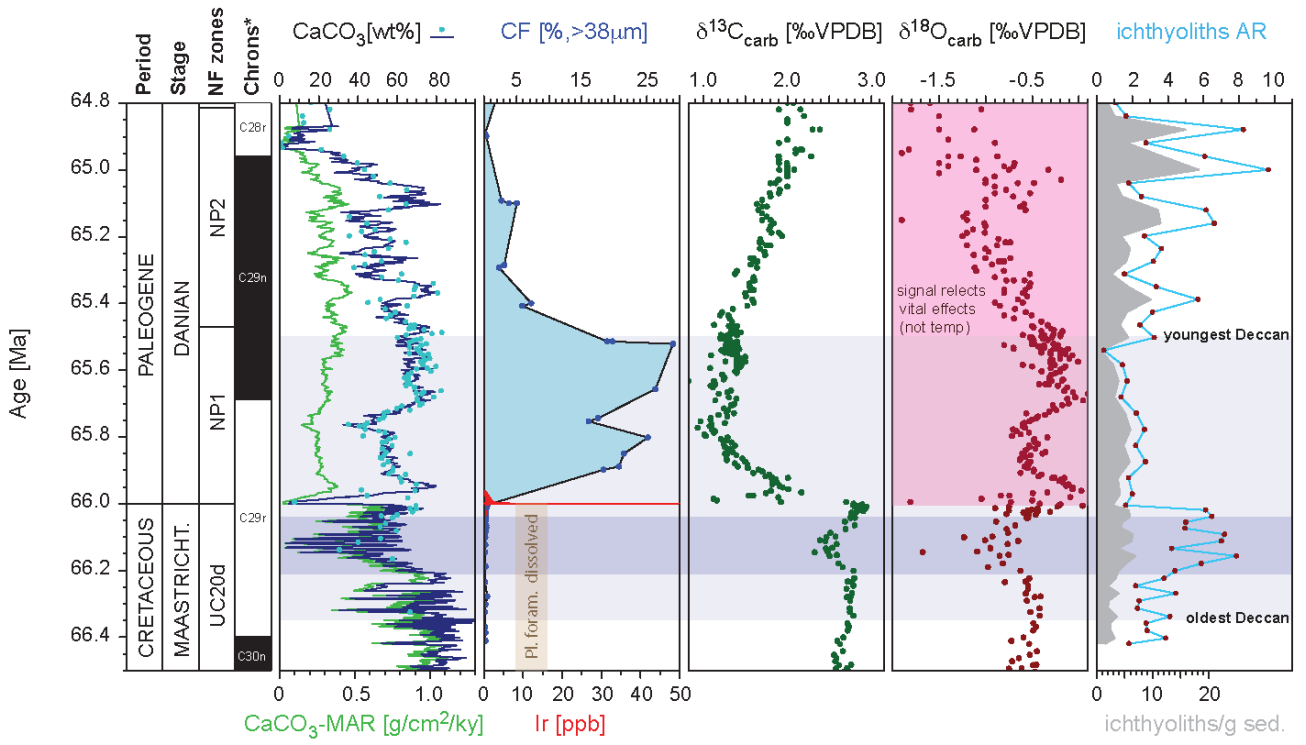 Period
Stage
NF zones
Chrons*
CaCO3[wt%]
CF [%,>38µm]
δ13Ccarb [‰VPDB]
δ18Ocarb [‰VPDB]
ichthyoliths AR
0 20 40 60 80
5 15 25
1.0 2.0 3.0
-1.5 -0.5
0 2 4 6 8 10
Age [Ma]
64.8
65.0
65.2
65.4
65.6
65.8
66.0
66.2
66.4
PALEOGENE
CRETACEOUS
DANIAN
MAASTRICHT.
NP2
NP1
UC20d
C28r
C29n
C29r
C30n
Pl. foram. dissolved
signal relects
vital effects
(not temp)
youngest Deccan
oldest Deccan
0 0.5 1.0
0 10 20 30 40 50
0 10 20
CaCO3-MAR [g/cm2/ky]
Ir [ppb]
ichthyoliths/g sed.